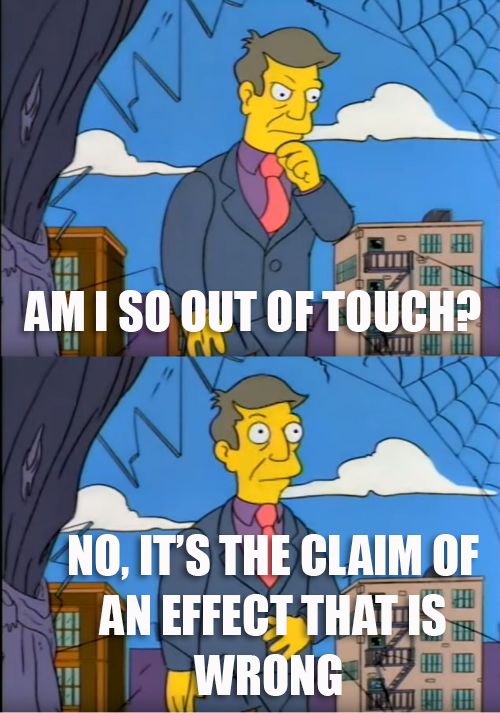 AM I SO OUT OF TOUCH?
NO, IT'S THE CLAIM OF
AN EFFECT THAT IS
WRONG